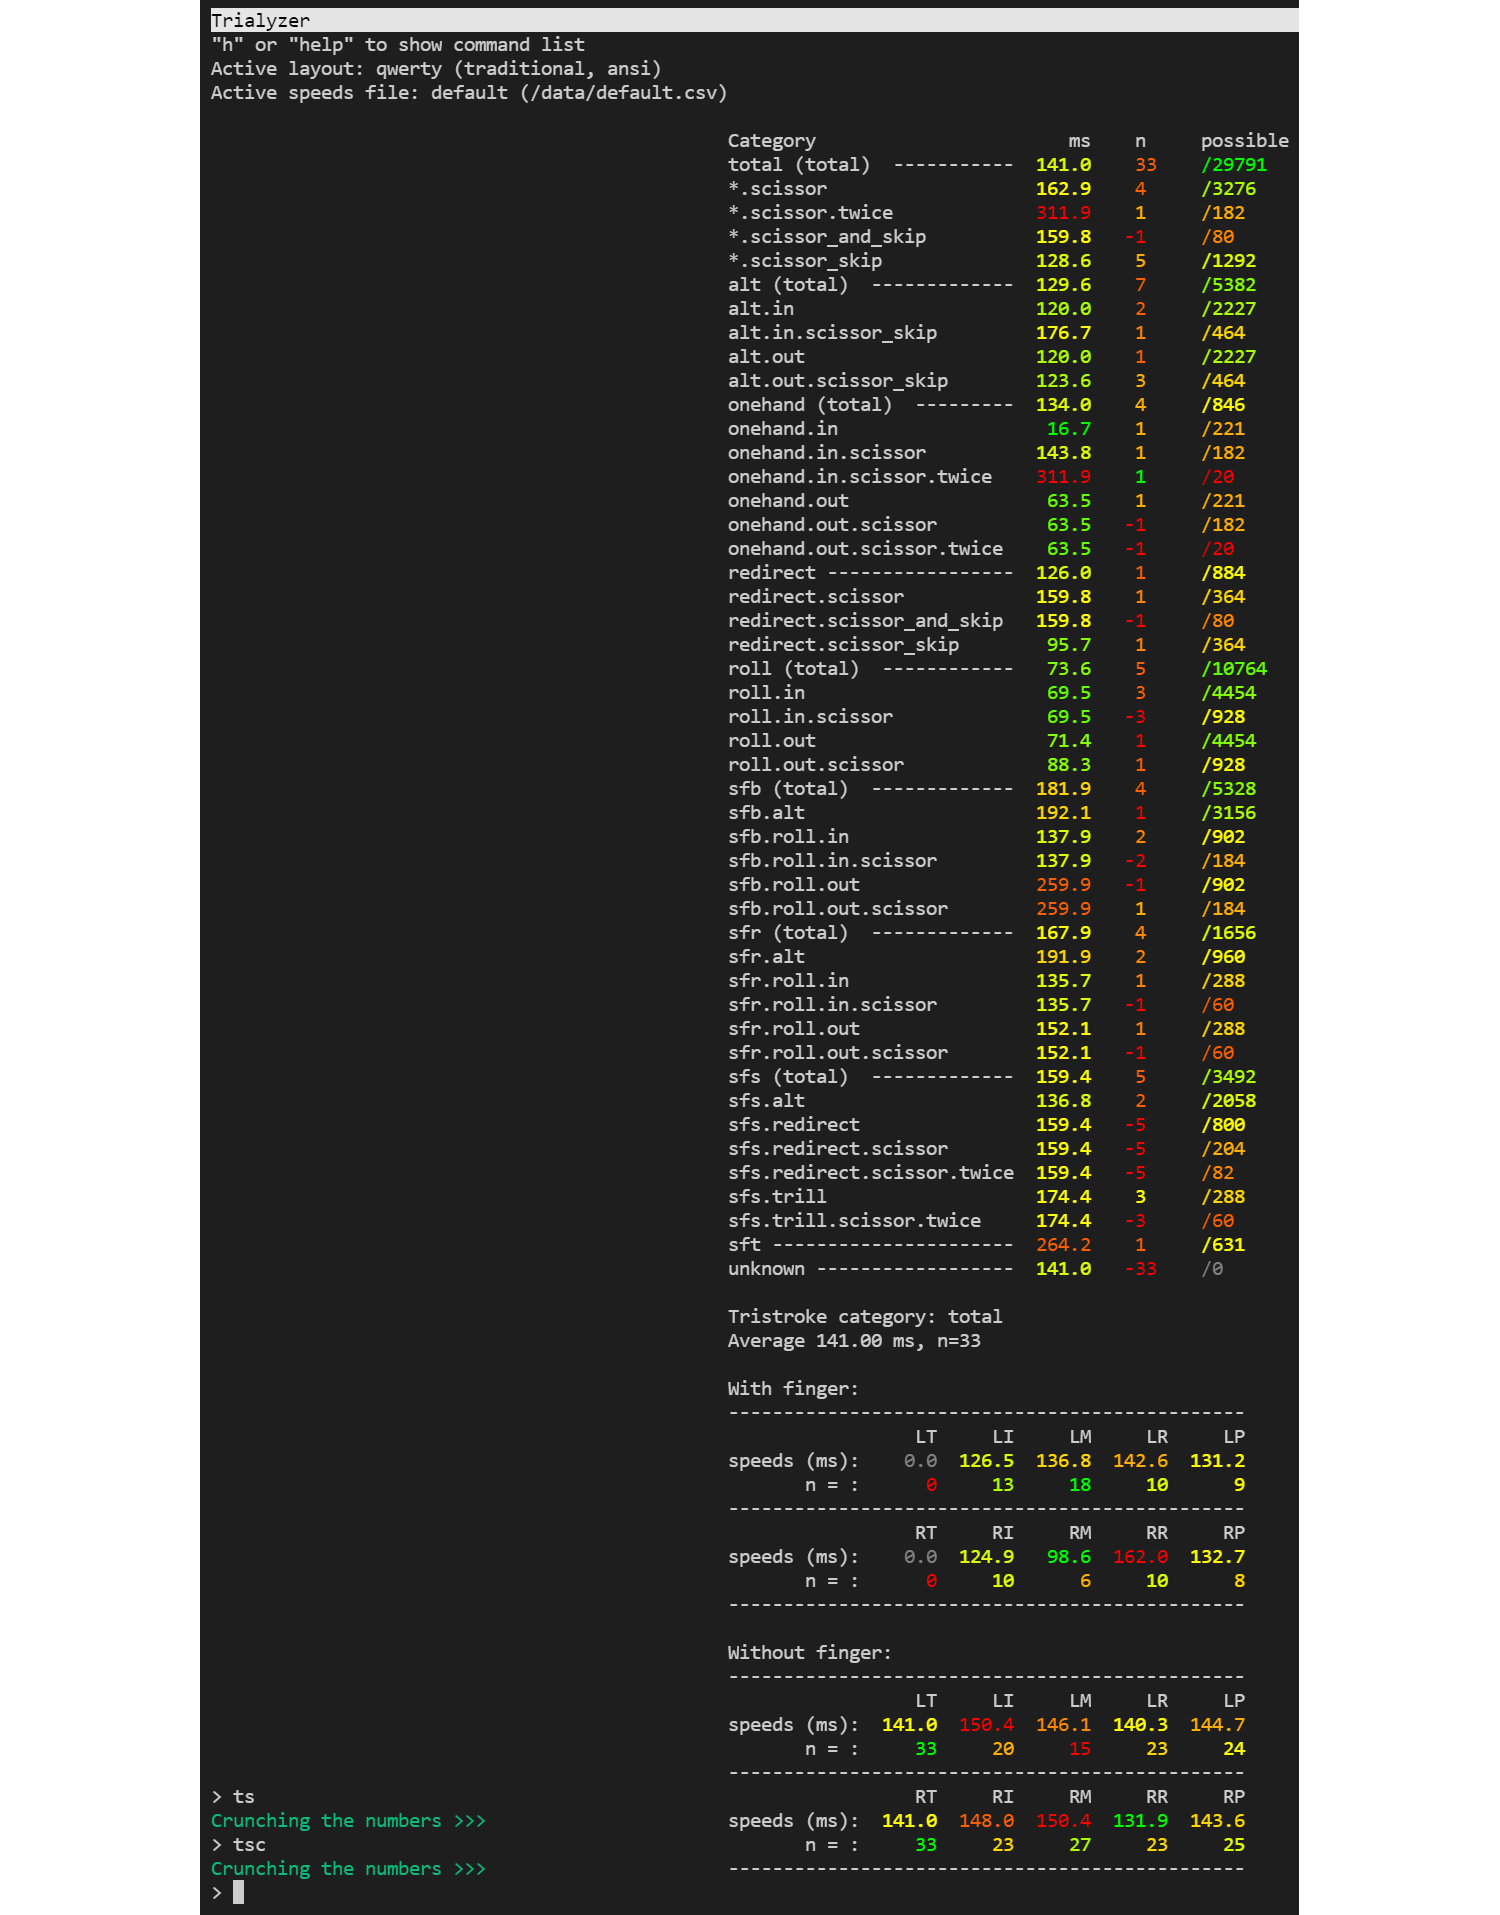 Trialyzer
"h" or "help" to show command list
Active layout: qwerty (traditional, ansi)
Active speeds file: default (/data/default.csv)
Category ms n possible
total (total) ----------- 141.0 33 /29791
*.scissor 162.9 4 /3276
*.scissor.twice 311.9 1 /182
*.scissor_and_skip 159.8 -1 /80
*.scissor_skip 128.6 5 /1292
alt (total) ------------- 129.6 7 /5382
alt.in 120.0 2 /2227
alt.in.scissor_skip 176.7 1 /464
alt.out 120.0 1 /2227
alt.out.scissor_skip 123.6 3 /464
onehand (total) --------- 134.0 4 /846
onehand.in 16.7 1 /221
onehand.in.scissor 143.8 1 /182
onehand.in.scissor.twice 311.9 1 /20
onehand.out 63.5 1 /221
onehand.out.scissor 63.5 -1 /182
onehand.out.scissor.twice 63.5 -1 /20
redirect ----------------- 126.0 1 /884
redirect.scissor 159.8 1 /364
redirect.scissor_and_skip 159.8 -1 /80
redirect.scissor_skip 95.7 1 /364
roll (total) ------------ 73.6 5 /10764
roll.in 69.5 3 /4454
roll.in.scissor 69.5 -3 /928
roll.out 71.4 1 /4454
roll.out.scissor 88.3 1 /928
sfb (total) ------------- 181.9 4 /5328
sfb.alt 192.1 1 /3156
sfb.roll.in 137.9 2 /902
sfb.roll.in.scissor 137.9 -2 /184
sfb.roll.out 259.9 -1 /902
sfb.roll.out.scissor 259.9 1 /184
sfr (total) ------------- 167.9 4 /1656
sfr.alt 191.9 2 /960
sfr.roll.in 135.7 1 /288
sfr.roll.in.scissor 135.7 -1 /60
sfr.roll.out 152.1 1 /288
sfr.roll.out.scissor 152.1 -1 /60
sfs (total) ------------- 159.4 5 /3492
sfs.alt 136.8 2 /2058
sfs.redirect 159.4 -5 /800
sfs.redirect.scissor 159.4 -5 /204
sfs.redirect.scissor.twice 159.4 -5 /82
sfs.trill 174.4 3 /288
sfs.trill.scissor.twice 174.4 -3 /60
sft ---------------------- 264.2 1 /631
unknown ------------------ 141.0 -33 /0
Tristroke category: total
Average 141.00 ms, n=33
With finger:
-----------------------------------------------
LT LI LM LR LP
speeds (ms): 0.0 126.5 136.8 142.6 131.2
n = : 0 13 18 10 9
-----------------------------------------------
RT RI RM RR RP
speeds (ms): 0.0 124.9 98.6 162.0 132.7
n = : 0 10 6 10 8
-----------------------------------------------
Without finger:
-----------------------------------------------
LT LI LM LR LP
speeds (ms): 141.0 150.4 146.1 140.3 144.7
n = : 33 20 15 23 24
-----------------------------------------------
RT RI RM RR RP
speeds (ms): 141.0 148.0 150.4 131.9 143.6
n = : 33 23 27 23 25
-----------------------------------------------
> ts
Crunching the numbers >>>
> tsc
Crunching the numbers >>>
>